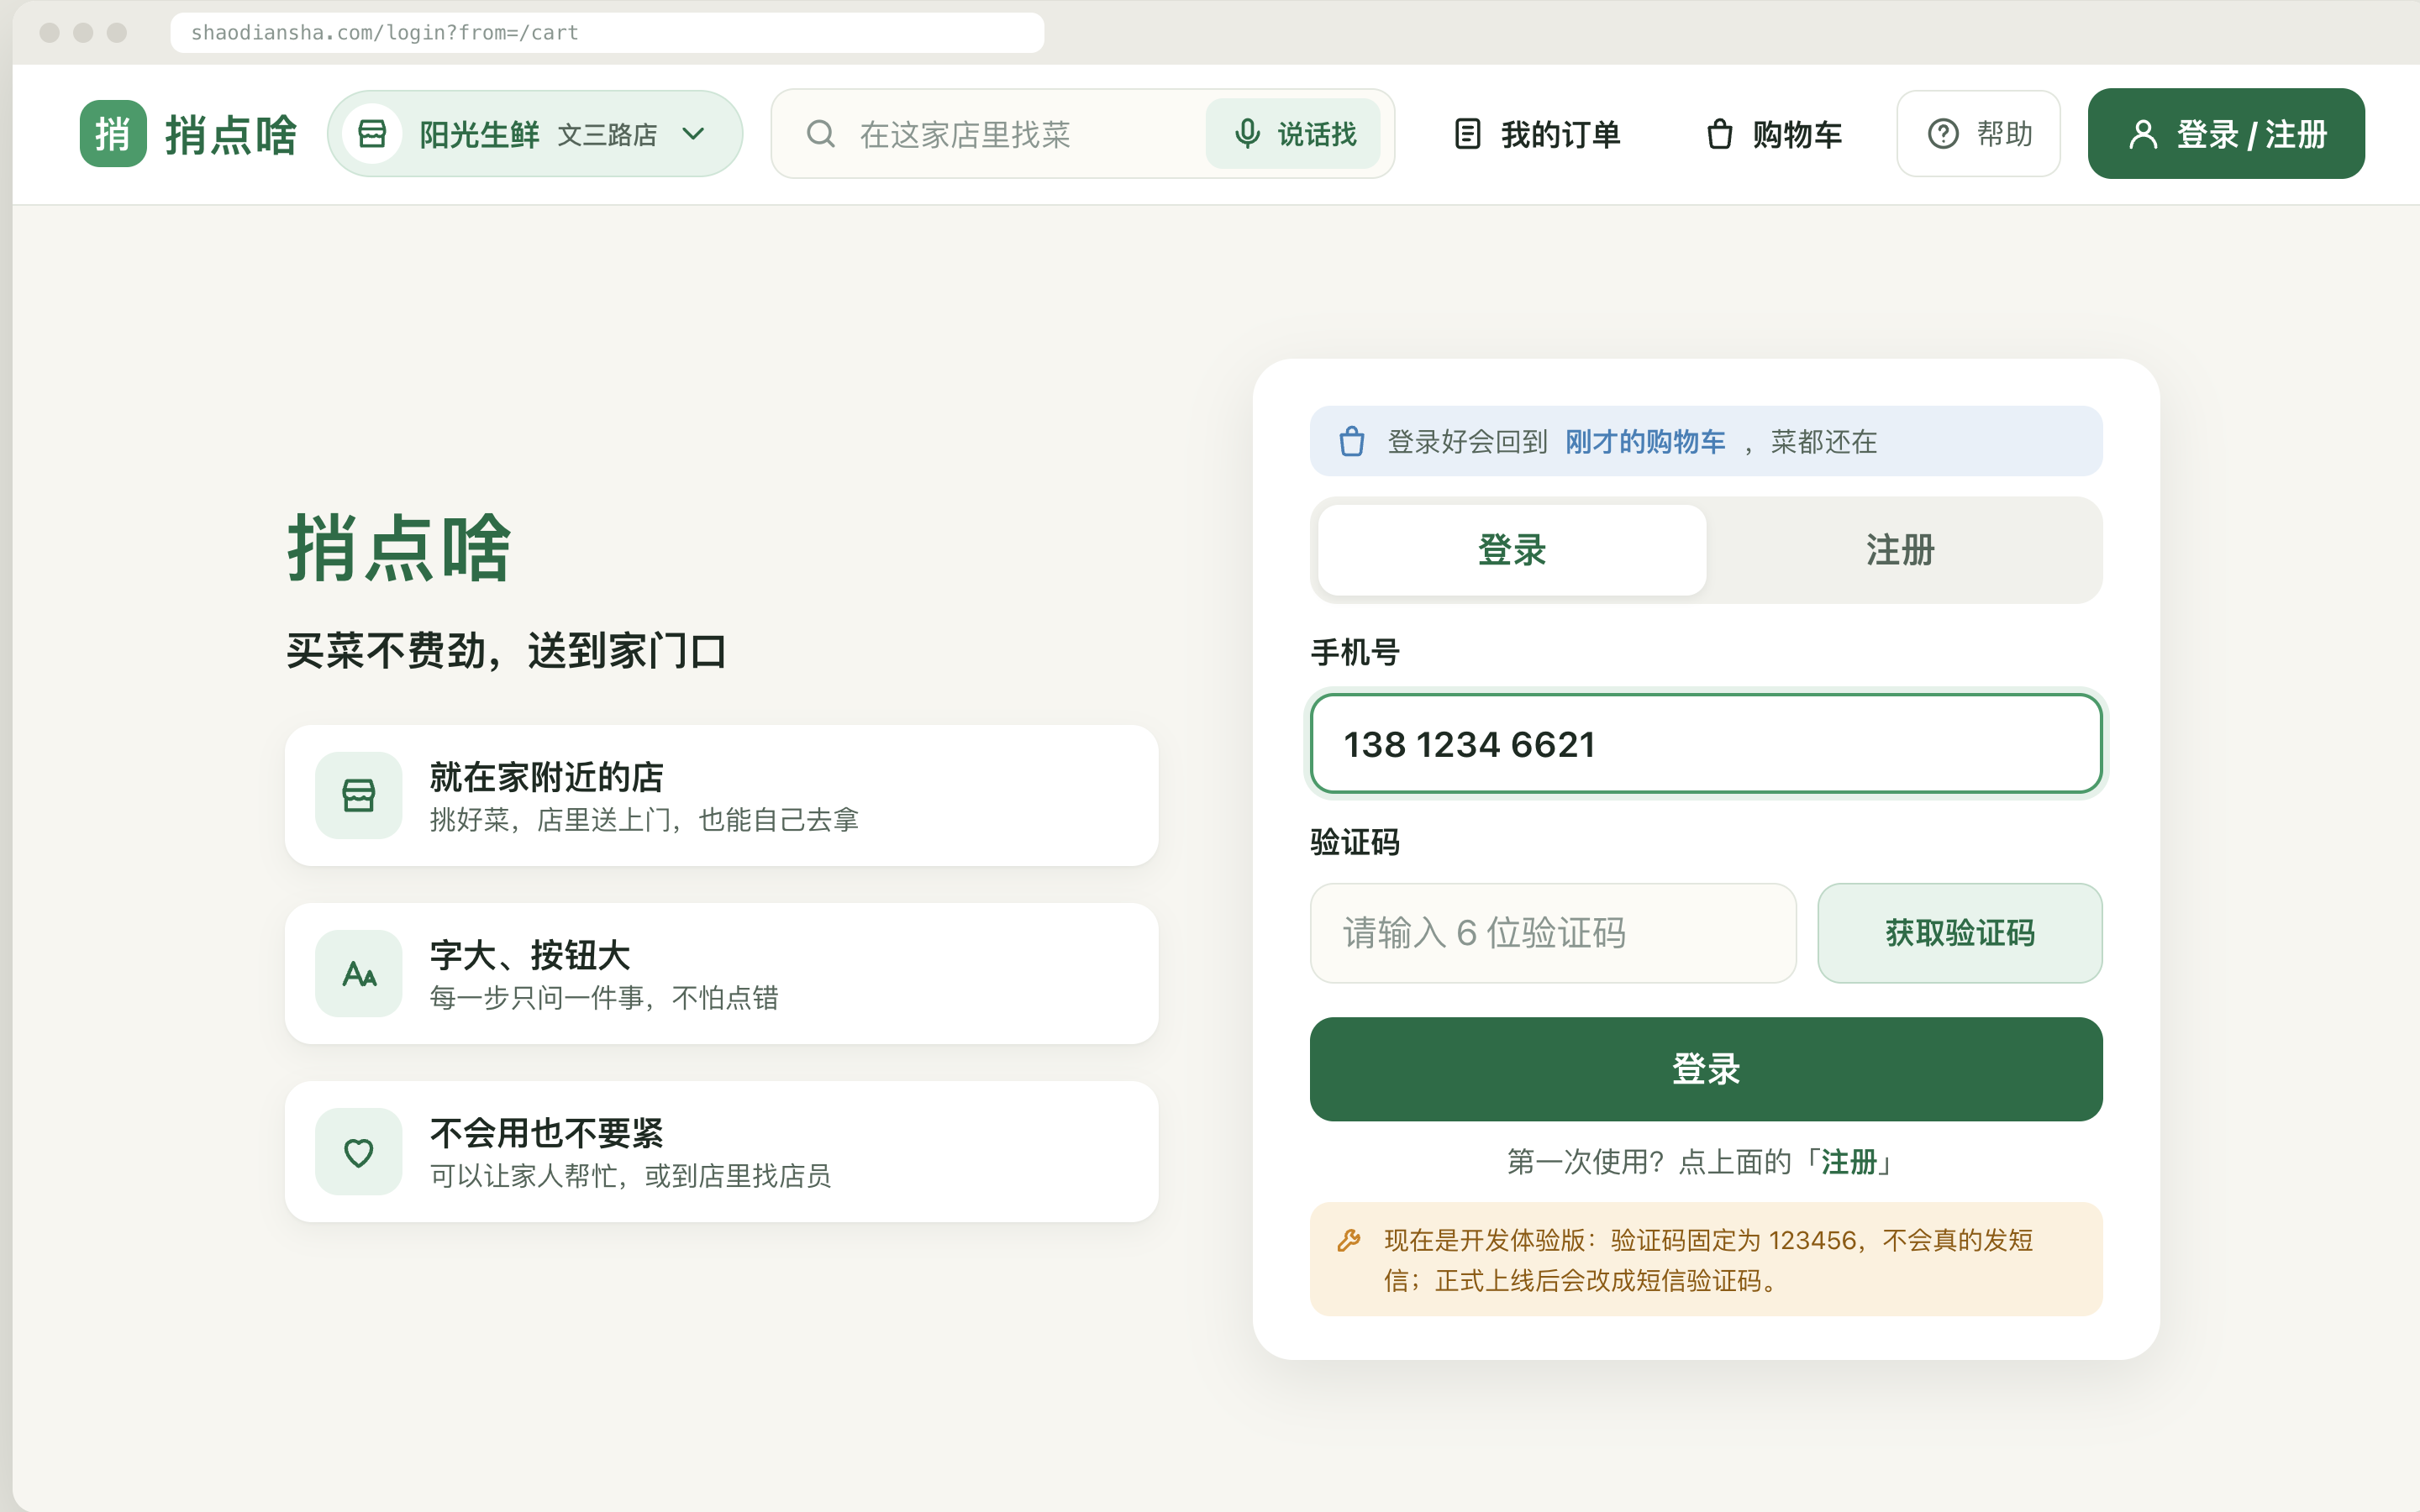 shaodiansha.com/login?from=/cart
捎 捎点啥 阳光生鲜 文三路店 在这家店里找菜 说话找 我的订单 购物车 帮助 登录 / 注册
捎点啥
买菜不费劲，送到家门口
就在家附近的店
挑好菜，店里送上门，也能自己去拿
字大、按钮大
每一步只问一件事，不怕点错
不会用也不要紧
可以让家人帮忙，或到店里找店员
登录好会回到 刚才的购物车 ，菜都还在
登录 注册
手机号
138 1234 6621
验证码
请输入 6 位验证码 获取验证码
登录
第一次使用？点上面的「注册」
现在是开发体验版：验证码固定为 123456，不会真的发短
信；正式上线后会改成短信验证码。